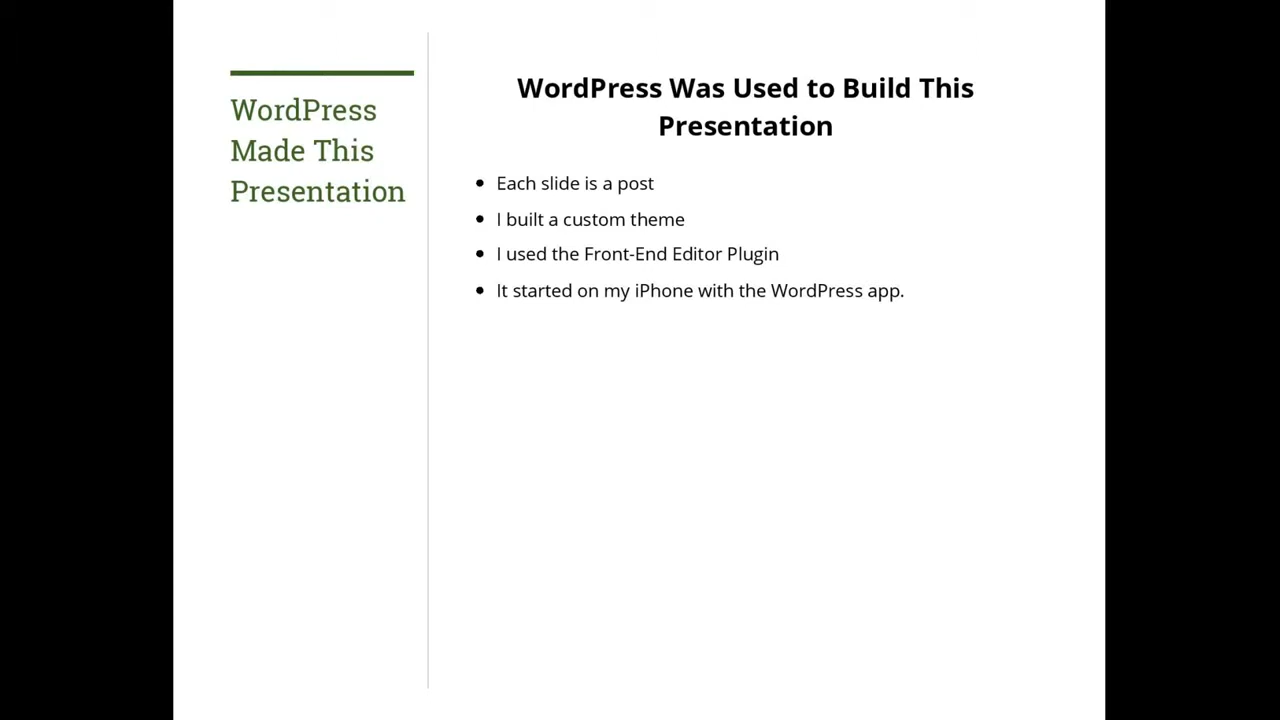 WordPress
Made This
Presentation
WordPress Was Used to Build This
Presentation
Each slide is a post
I built a custom theme
I used the Front-End Editor Plugin
It started on my iPhone with the WordPress app.